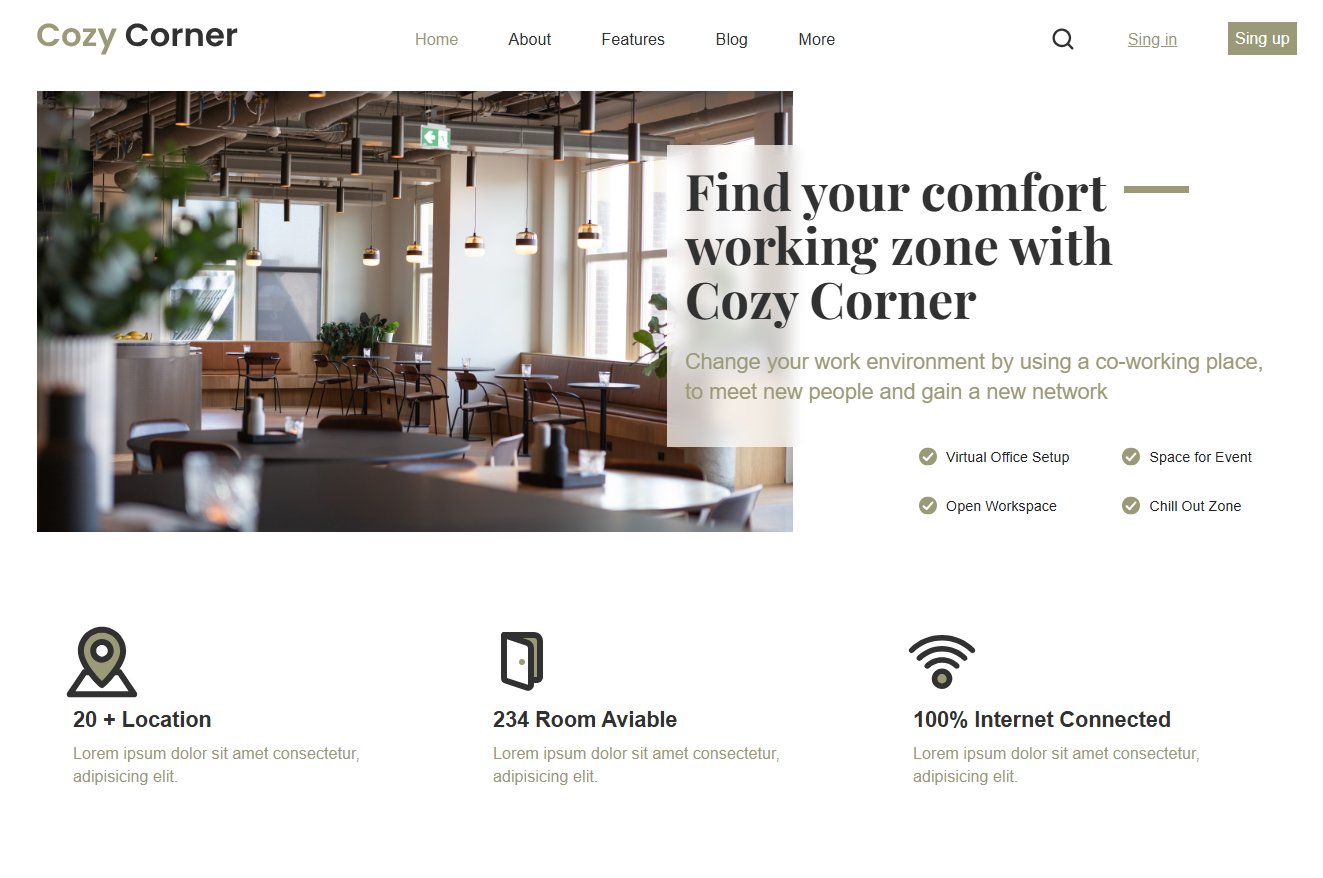 Cozy Corner
Home About Features Blog More Sing in Sing up
Find your comfort
working zone with
Cozy Corner
Change your work environment by using a co-working place,
to meet new people and gain a new network
Virtual Office Setup Space for Event
Open Workspace Chill Out Zone
20 + Location
Lorem ipsum dolor sit amet consectetur,
adipisicing elit.
234 Room Aviable
Lorem ipsum dolor sit amet consectetur,
adipisicing elit.
100% Internet Connected
Lorem ipsum dolor sit amet consectetur,
adipisicing elit.